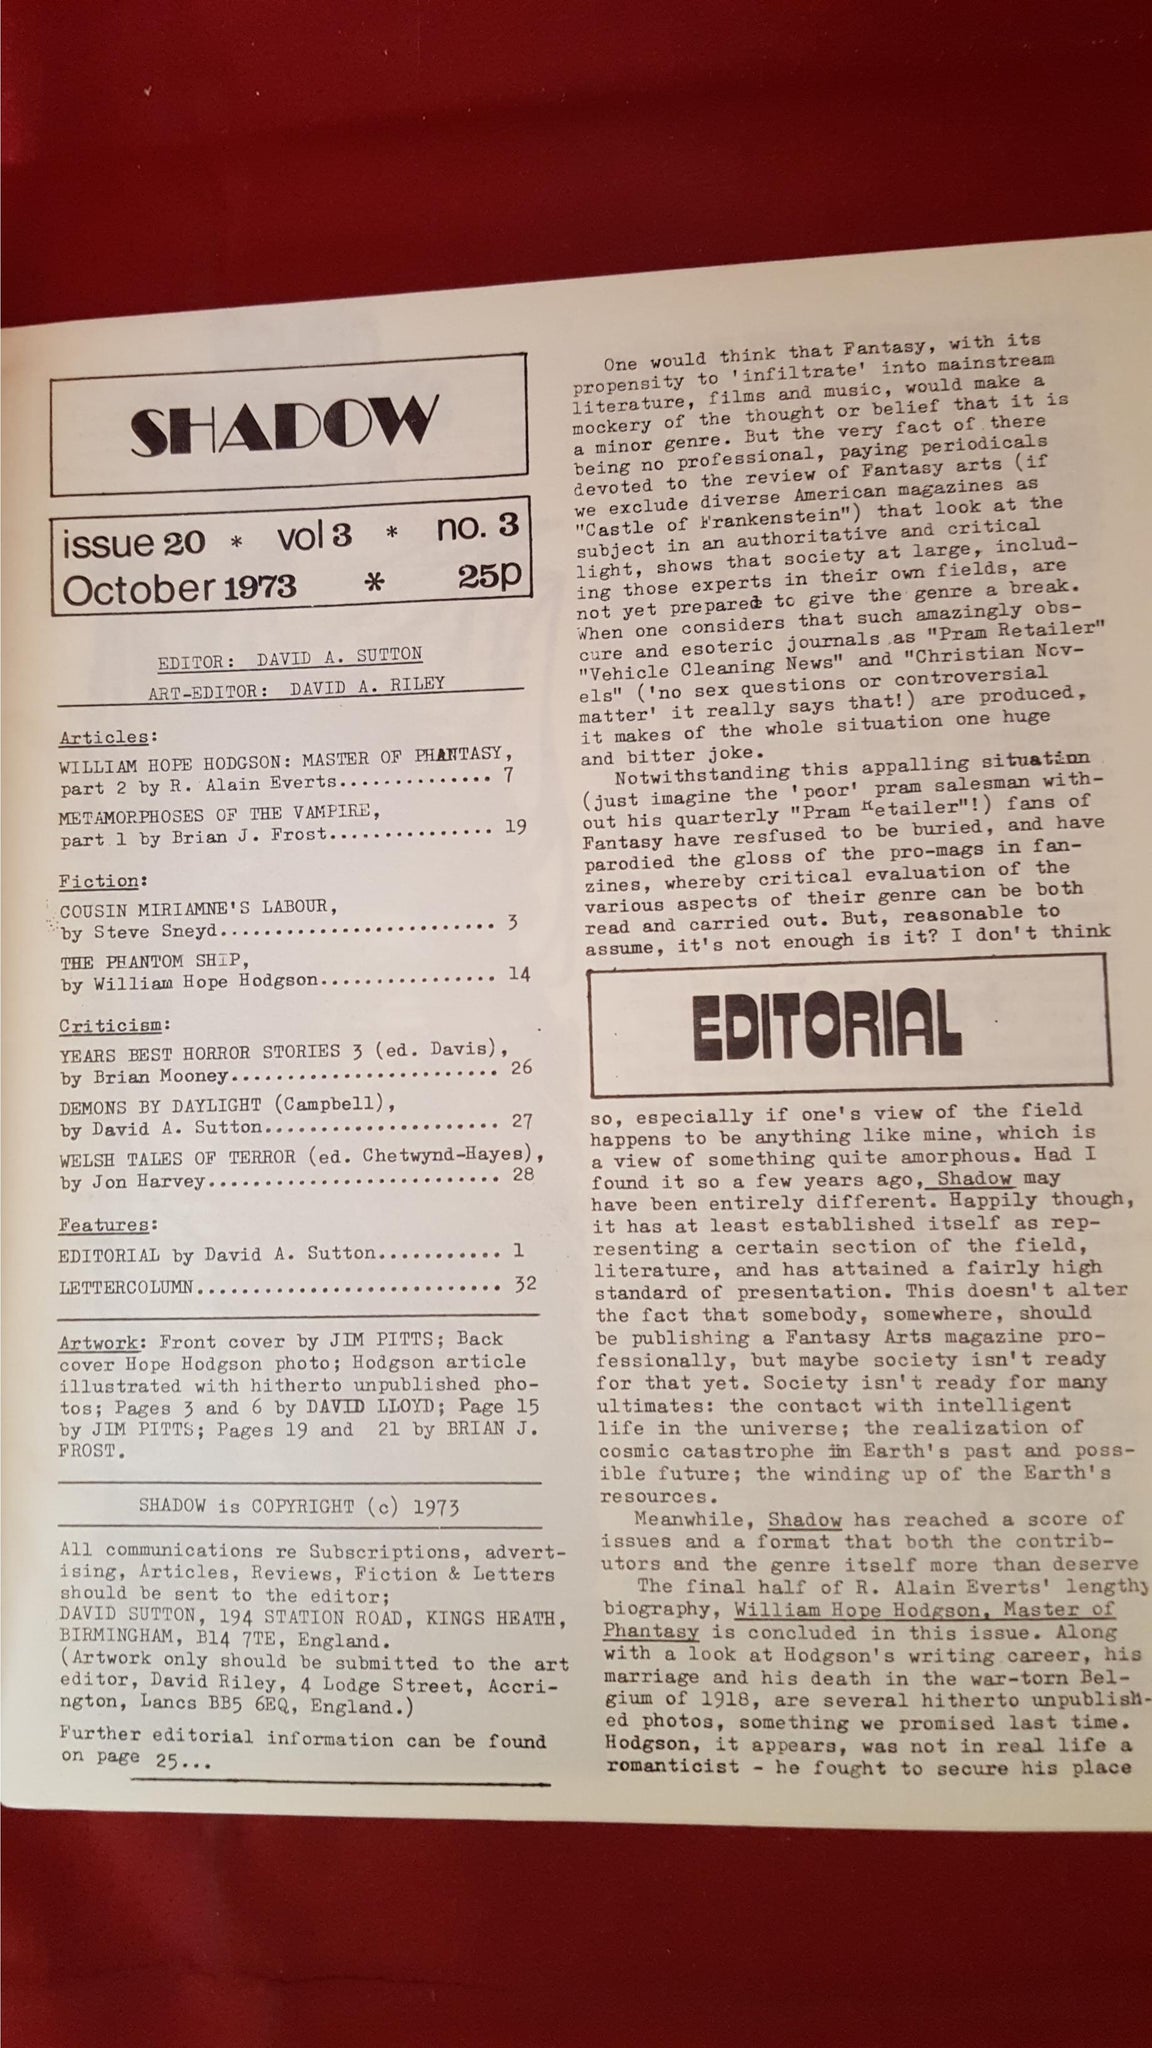 SHADOW
issue 20 * vol 3 * no. 3
October 1973 * 25p
EDITOR: DAVID A. SUTTON
ART-EDITOR: DAVID A. RILEY
Articles:
WILLIAM HOPE HODGSON: MASTER OF PHANTASY,
part 2 by R. Alain Everts.............. 7
METAMORPHOSES OF THE VAMPIRE,
part 1 by Brian J. Frost............... 19
Fiction:
COUSIN MIRIAMNE'S LABOUR,
by Steve Sneyd......................... 3
THE PHANTOM SHIP,
by William Hope Hodgson................ 14
Criticism:
YEARS BEST HORROR STORIES 3 (ed. Davis),
by Brian Mooney........................ 26
DEMONS BY DAYLIGHT (Campbell),
by David A. Sutton..................... 27
WELSH TALES OF TERROR (ed. Chetwynd-Hayes),
by Jon Harvey.......................... 28
Features:
EDITORIAL by David A. Sutton........... 1
LETTERCOLUMN........................... 32
Artwork: Front cover by JIM PITTS; Back
cover Hope Hodgson photo; Hodgson article
illustrated with hitherto unpublished pho-
tos; Pages 3 and 6 by DAVID LLOYD; Page 15
by JIM PITTS; Pages 19 and 21 by BRIAN J.
FROST.
SHADOW is COPYRIGHT (c) 1973
All communications re Subscriptions, advert-
ising, Articles, Reviews, Fiction & Letters
should be sent to the editor;
DAVID SUTTON, 194 STATION ROAD, KINGS HEATH,
BIRMINGHAM, B14 7TE, England.
(Artwork only should be submitted to the art
editor, David Riley, 4 Lodge Street, Accri-
ngton, Lancs BB5 6EQ, England.)
Further editorial information can be found
on page 25...
One would think that Fantasy, with its
propensity to 'infiltrate' into mainstream
literature, films and music, would make a
mockery of the thought or belief that it is
a minor genre. But the very fact of there
being no professional, paying periodicals
devoted to the review of Fantasy arts (if
we exclude diverse American magazines as
"Castle of Frankenstein") that look at the
subject in an authoritative and critical
light, shows that society at large, includ-
ing those experts in their own fields, are
not yet prepared to give the genre a break.
When one considers that such amazingly obs-
cure and esoteric journals as "Pram Retailer"
"Vehicle Cleaning News" and "Christian Nov-
els" ('no sex questions or controversial
matter' it really says that!) are produced,
it makes of the whole situation one huge
and bitter joke.
Notwithstanding this appalling situation
(just imagine the 'poor' pram salesman with-
out his quarterly "Pram Retailer"!) fans of
Fantasy have resfused to be buried, and have
parodied the gloss of the pro-mags in fan-
zines, whereby critical evaluation of the
various aspects of their genre can be both
read and carried out. But, reasonable to
assume, it's not enough is it? I don't think
EDITORIAL
so, especially if one's view of the field
happens to be anything like mine, which is
a view of something quite amorphous. Had I
found it so a few years ago, Shadow may
have been entirely different. Happily though,
it has at least established itself as rep-
resenting a certain section of the field,
literature, and has attained a fairly high
standard of presentation. This doesn't alter
the fact that somebody, somewhere, should
be publishing a Fantasy Arts magazine pro-
fessionally, but maybe society isn't ready
for that yet. Society isn't ready for many
ultimates: the contact with intelligent
life in the universe; the realization of
cosmic catastrophe in Earth's past and poss-
ible future; the winding up of the Earth's
resources.
Meanwhile, Shadow has reached a score of
issues and a format that both the contrib-
utors and the genre itself more than deserve
The final half of R. Alain Everts' lengthy
biography, William Hope Hodgson, Master of
Phantasy is concluded in this issue. Along
with a look at Hodgson's writing career, his
marriage and his death in the war-torn Bel-
gium of 1918, are several hitherto unpublish-
ed photos, something we promised last time.
Hodgson, it appears, was not in real life a
romanticist - he fought to secure his place